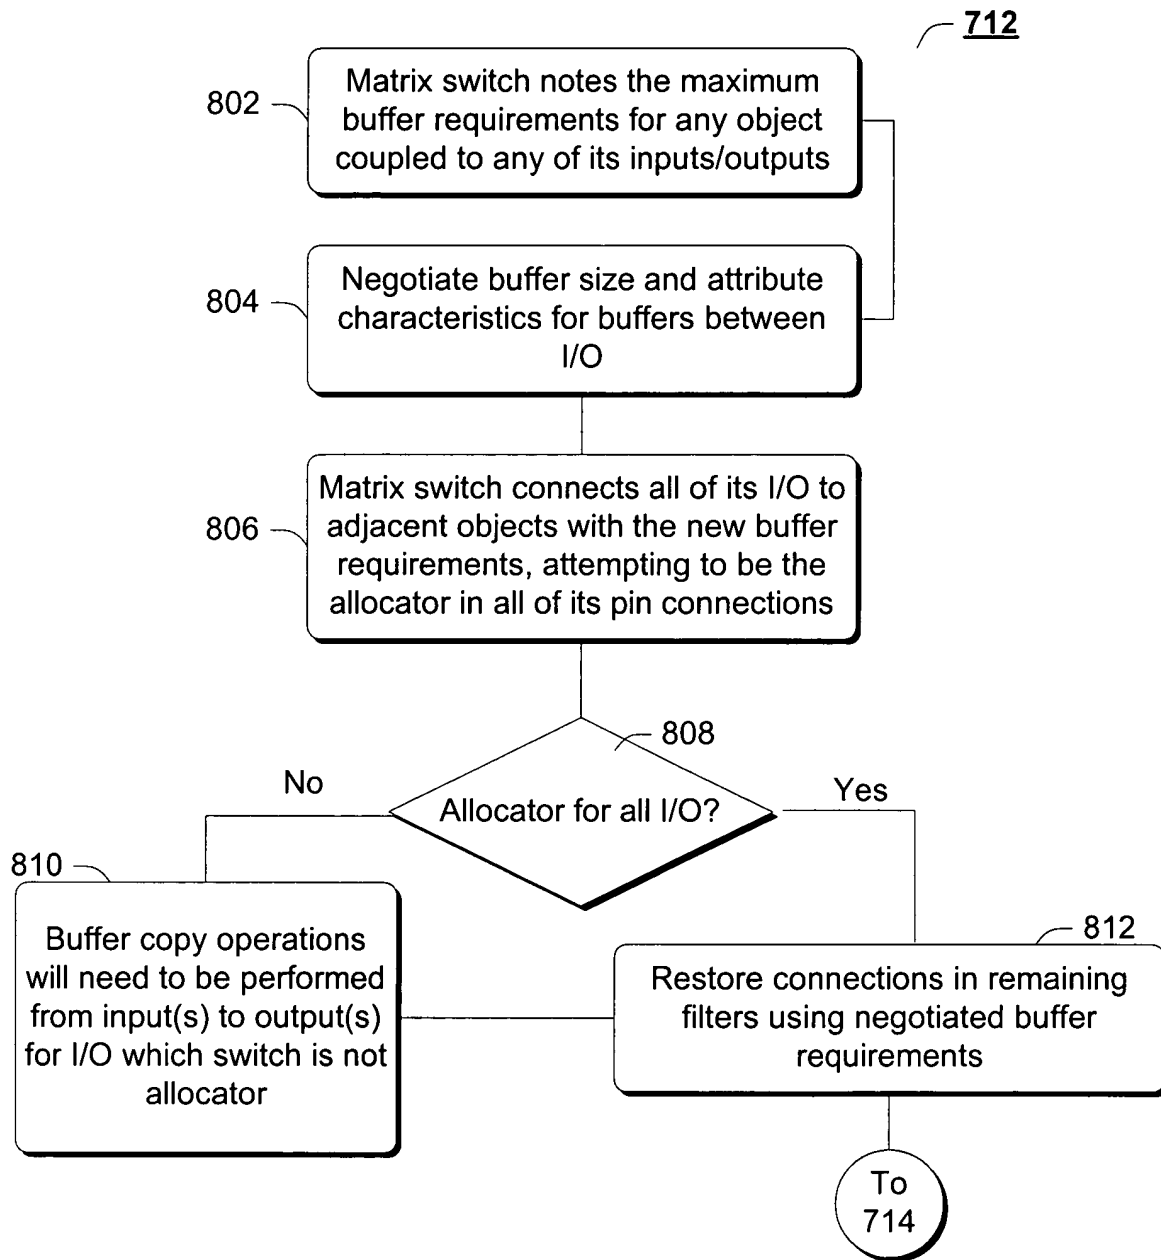 712
802
Matrix switch notes the maximum
buffer requirements for any object
coupled to any of its inputs/outputs
804
Negotiate buffer size and attribute
characteristics for buffers between
I/O
806
Matrix switch connects all of its I/O to
adjacent objects with the new buffer
requirements, attempting to be the
allocator in all of its pin connections
808
Allocator for all I/O?
No
Yes
810
Buffer copy operations
will need to be performed
from input(s) to output(s)
for I/O which switch is not
allocator
812
Restore connections in remaining
filters using negotiated buffer
requirements
To
714